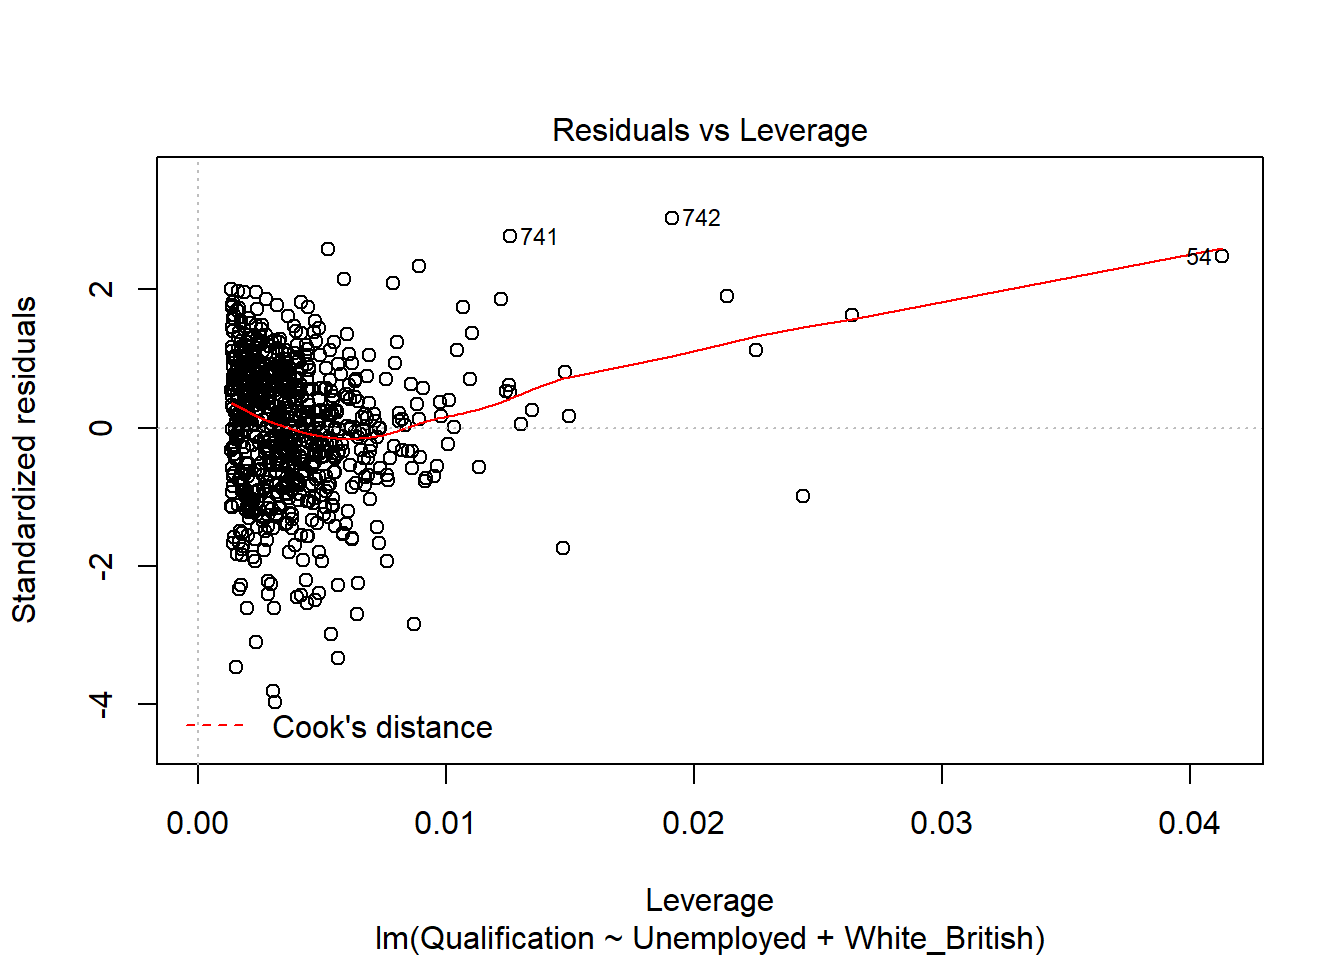 Residuals vs Leverage
Standardized residuals
2
0
-2
-4
741
742
54
Cook's distance
0.00 0.01 0.02 0.03 0.04
Leverage
lm(Qualification ~ Unemployed + White_British)